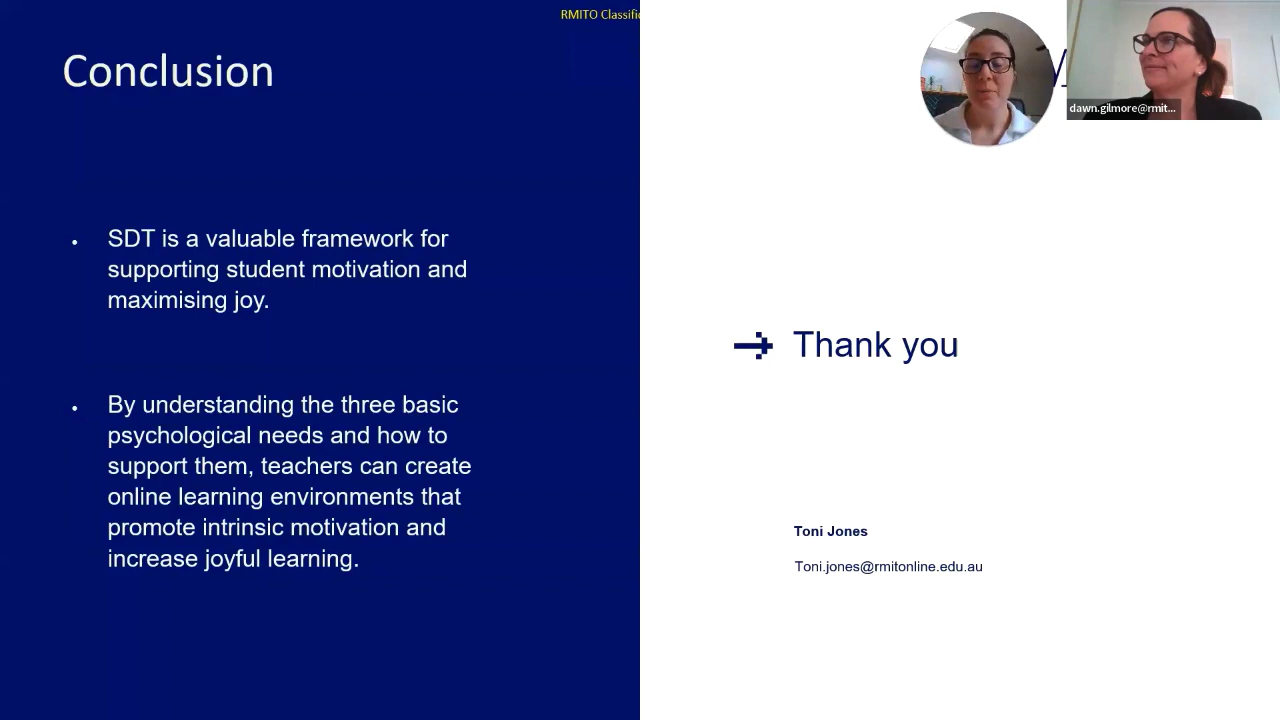 RMITO Classific
Conclusion
dawn.gilmore@rmit...
• SDT is a valuable framework for
supporting student motivation and
maximising joy.
• By understanding the three basic
psychological needs and how to
support them, teachers can create
online learning environments that
promote intrinsic motivation and
increase joyful learning.
Thank you
Toni Jones
Toni.jones@rmitonline.edu.au